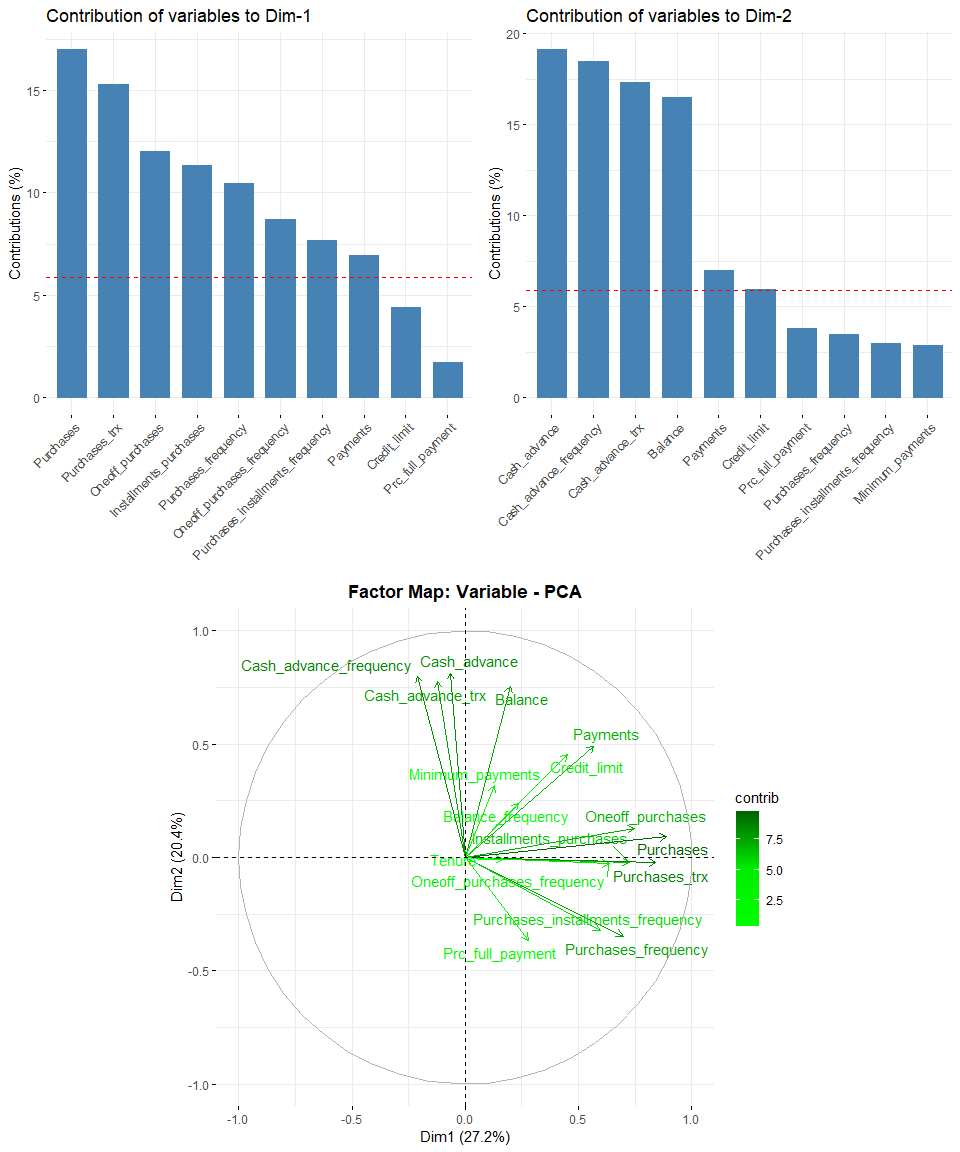 Contribution of variables to Dim-1
Contributions (%)
15
10
5
0
Purchases
Purchases_trx
Oneoff_purchases
Installments_purchases
Purchases_frequency
Oneoff_purchases_frequency
Purchases_installments_frequency
Payments
Credit_limit
Prc_full_payment
Contribution of variables to Dim-2
Contributions (%)
20
15
10
5
0
Cash_advance
Cash_advance_frequency
Cash_advance_trx
Balance
Payments
Credit_limit
Prc_full_payment
Purchases_frequency
Purchases_installments_frequency
Minimum_payments
Factor Map: Variable - PCA
Dim2 (20.4%)
1.0
0.5
0.0
-0.5
-1.0
Cash_advance_frequency
Cash_advance
Cash_advance_trx
Balance
Payments
Credit_limit
Minimum_payments
Balance_frequency
Oneoff_purchases
Installments_purchases
Purchases
Tenure
Purchases_trx
Oneoff_purchases_frequency
Purchases_installments_frequency
Purchases_frequency
Prc_full_payment
-1.0
-0.5
0.0
0.5
1.0
Dim1 (27.2%)
contrib
7.5
5.0
2.5